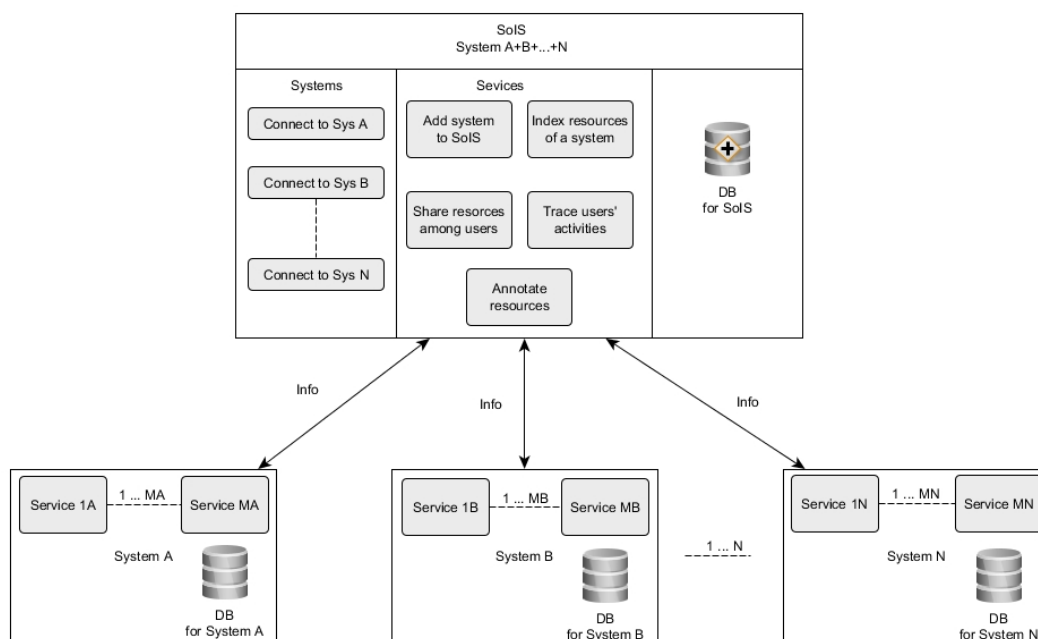 SoIS
System A+B+...+N
Systems
Sevices
Connect to Sys A
Add system
to SoIS
Index resources
of a system
Connect to Sys B
DB
for SoIS
Share resorces
among users
Trace users'
activities
Connect to Sys N
Annotate
resources
Info
Info
Info
Service 1A
1 ... MA
Service MA
System A
DB
for System A
Service 1B
1 ... MB
Service MB
System B
DB
for System B
1 ... N
Service 1N
1 ... MN
Service MN
System N
DB
for System N